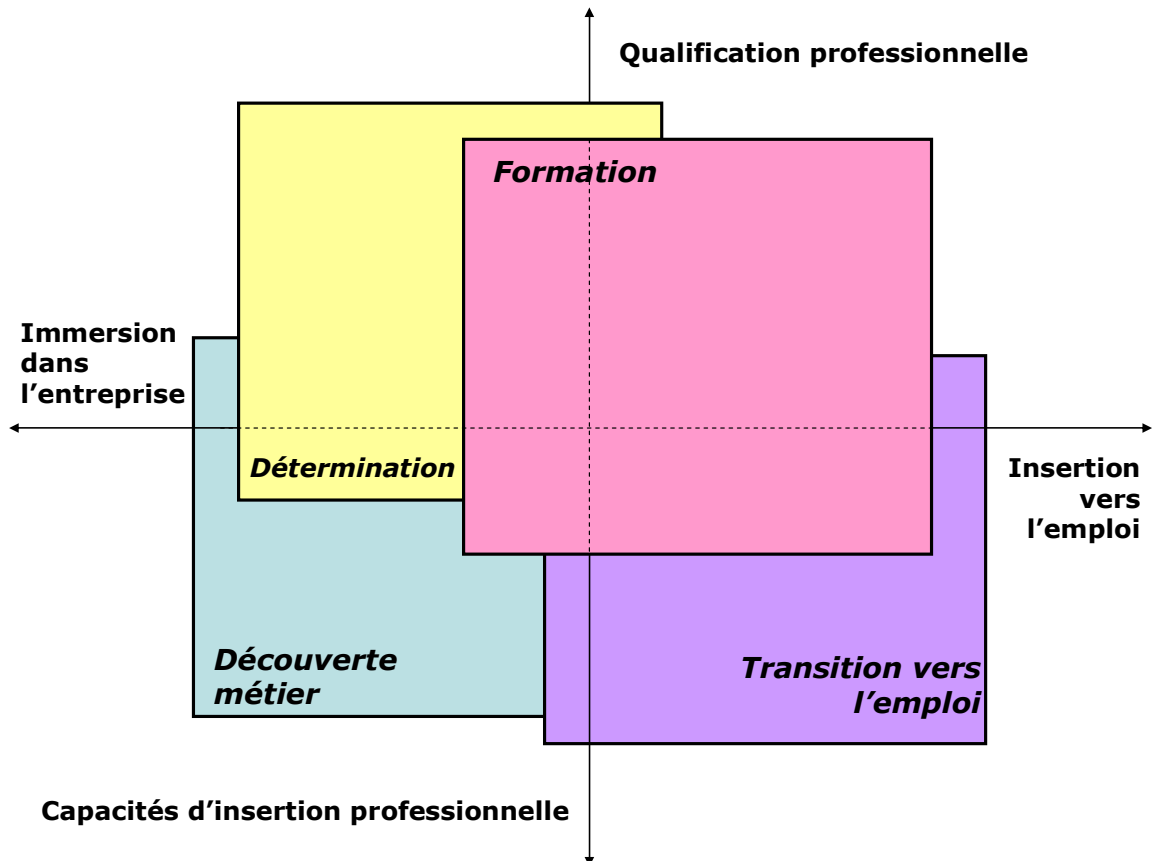 Qualification professionnelle
Formation
Immersion
dans
l’entreprise
Détermination
Insertion
vers
l’emploi
Découverte
métier
Transition vers
l’emploi
Capacités d’insertion professionnelle